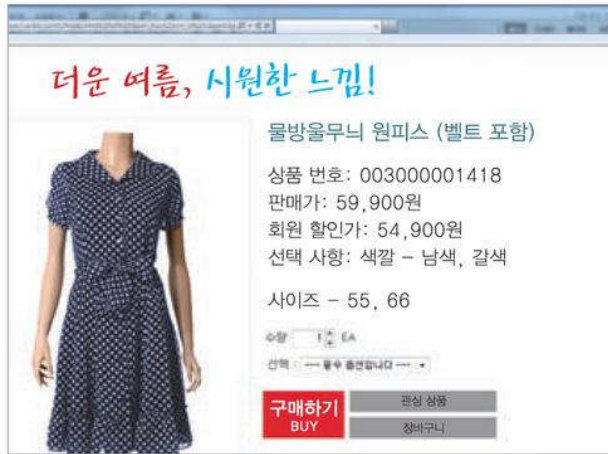 더운 여름, 시원한 느낌!
물방울무늬 원피스 (벨트 포함)
상품 번호: 003000001418
판매가: 59,900원
회원 할인가: 54,900원
선택 사항: 색깔 - 남색, 갈색
사이즈 - 55, 66
수량 1 EA
선택 :
구매하기
BUY
관심 상품
장바구니